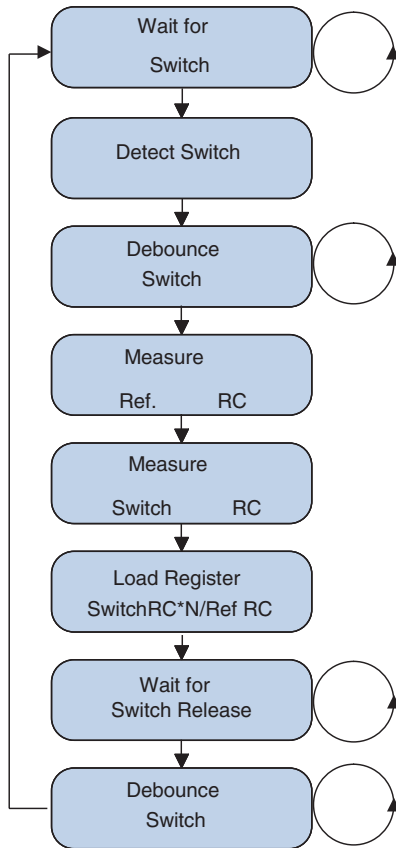 Wait for
Switch
Detect Switch
Debounce
Switch
Measure
Ref. RC
Measure
Switch RC
Load Register
SwitchRC*N/Ref RC
Wait for
Switch Release
Debounce
Switch